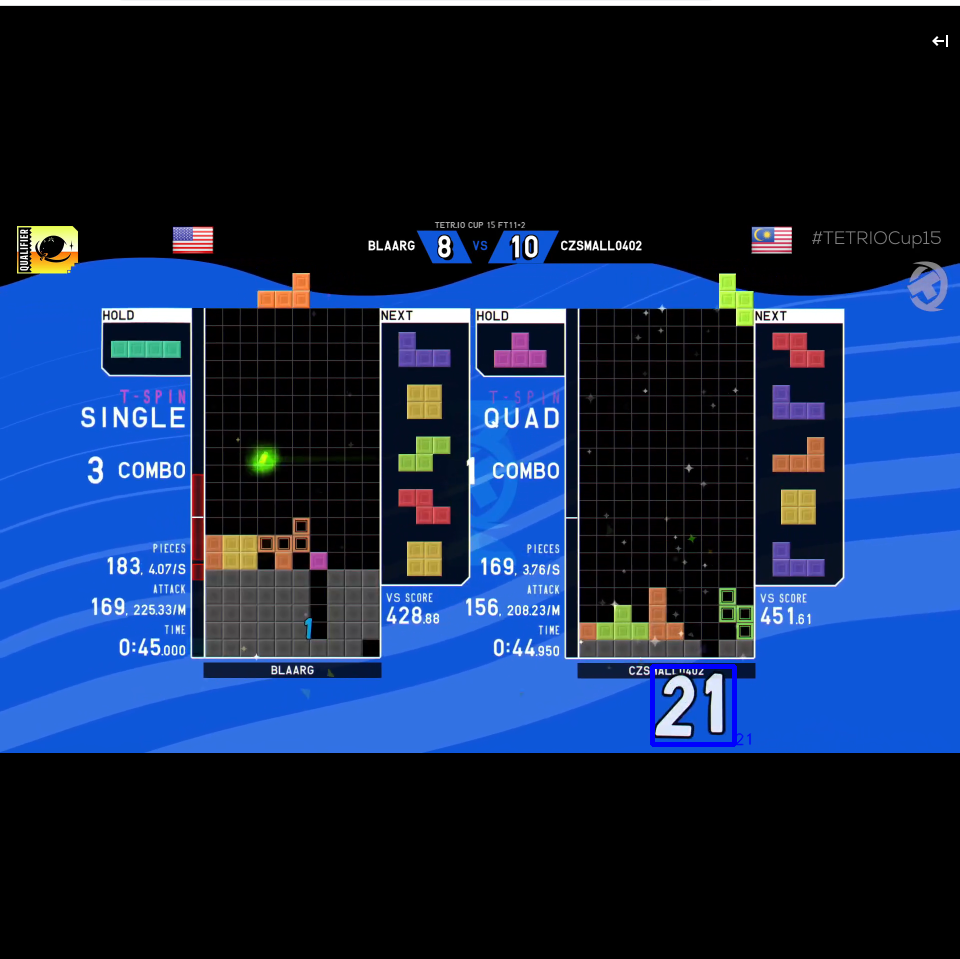 TETR.IO CUP 15 FT11-2
QUALIFIER
BLAARG 8 VS 10 CZSMALL0402
#TETRIOCup15
HOLD
NEXT
HOLD
NEXT
T-SPIN
SINGLE
3 COMBO
T-SPIN
QUAD
1 COMBO
PIECES
183, 4.07/S
ATTACK
169, 225.33/M
TIME
0:45.000
VS SCORE
428.88
1
PIECES
169, 3.76/S
ATTACK
156, 208.23/M
TIME
0:44.950
VS SCORE
451.61
BLAARG
CZSMALL0402
21
21